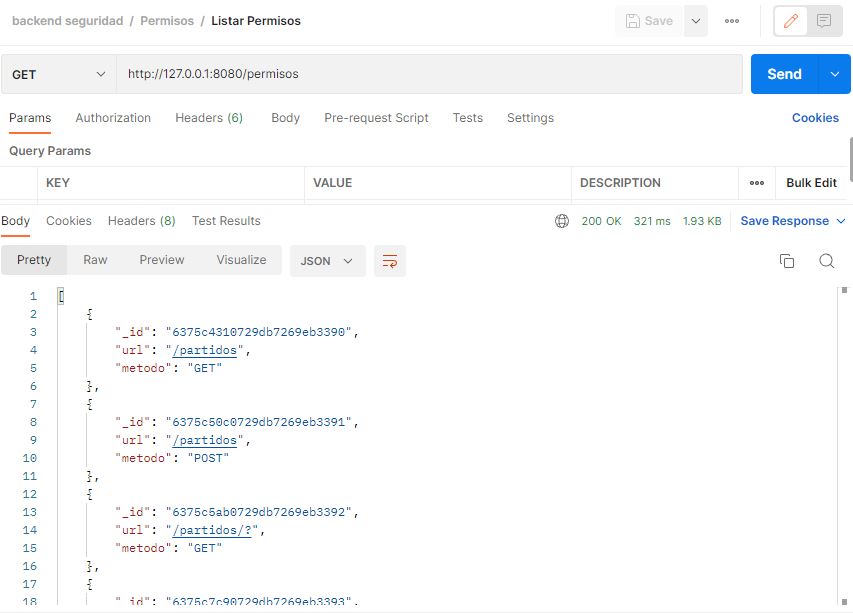 backend seguridad / Permisos / Listar Permisos
Save
GET http://127.0.0.1:8080/permisos Send
Params Authorization Headers (6) Body Pre-request Script Tests Settings Cookies
Query Params
KEY VALUE DESCRIPTION Bulk Edit
Body Cookies Headers (8) Test Results 200 OK 321 ms 1.93 KB Save Response
Pretty Raw Preview Visualize JSON
1 [
2 {
3 "_id": "6375c4310729db7269eb3390",
4 "url": "/partidos",
5 "metodo": "GET"
6 },
7 {
8 "_id": "6375c50c0729db7269eb3391",
9 "url": "/partidos",
10 "metodo": "POST"
11 },
12 {
13 "_id": "6375c5ab0729db7269eb3392",
14 "url": "/partidos/?",
15 "metodo": "GET"
16 },
17 {
18 "_id": "6375c7c90729db7269eb3393",